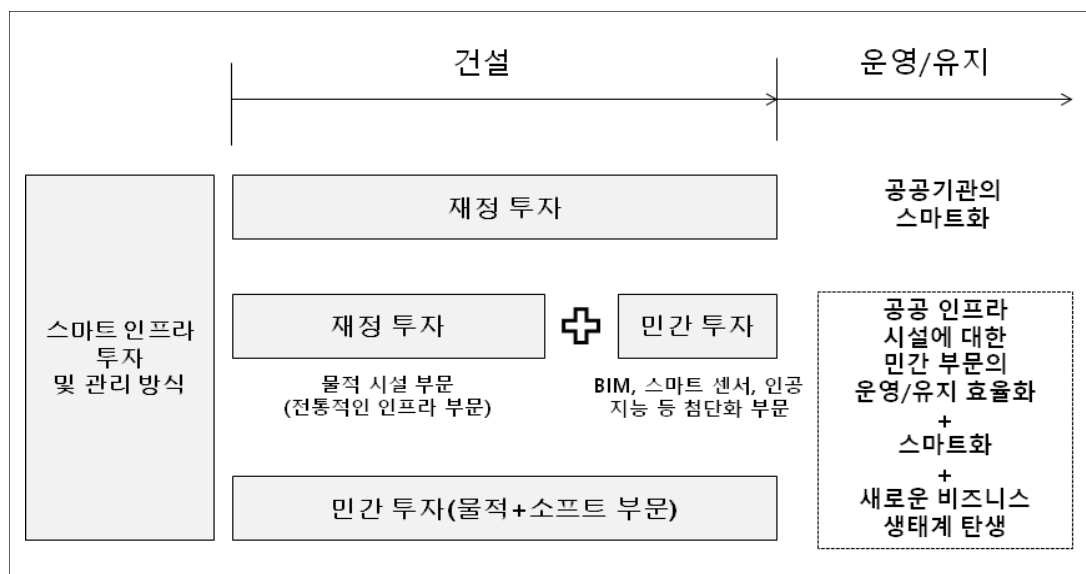 건설
운영/유지
스마트 인프라
투자
및 관리 방식
재정 투자
공공기관의
스마트화
재정 투자
민간 투자
물적 시설 부문
(전통적인 인프라 부문)
BIM, 스마트 센서, 인공
지능 등 첨단화 부문
민간 투자(물적+소프트 부문)
공공 인프라
시설에 대한
민간 부문의
운영/유지 효율화
+
스마트화
+
새로운 비즈니스
생태계 탄생